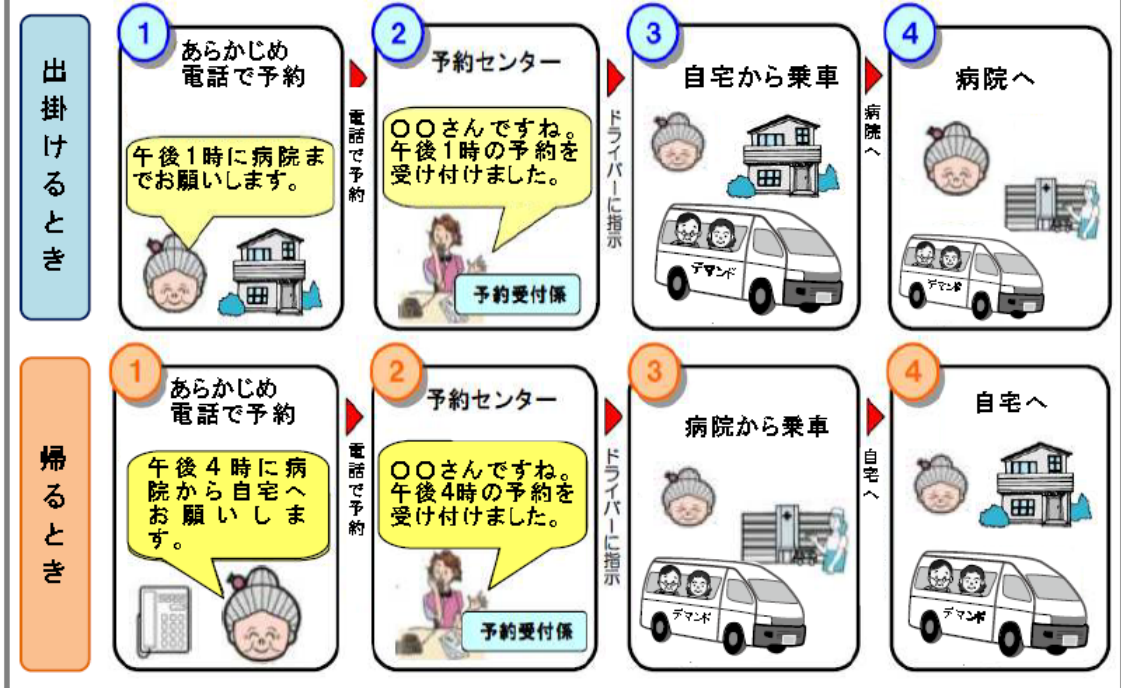 出掛けるとき
1
あらかじめ
電話で予約
午後1時に病院ま
でお願いします。
電話で予約
2
予約センター
〇〇さんですね。
午後1時の予約を
受け付けました。
予約受付係
ドライバーに指示
3
自宅から乗車
デマンド
病院へ
4
病院へ
デマンド
帰るとき
1
あらかじめ
電話で予約
午後4時に病
院から自宅へ
お願いしま
す。
電話で予約
2
予約センター
〇〇さんですね。
午後4時の予約を
受け付けました。
予約受付係
ドライバーに指示
3
病院から乗車
デマンド
自宅へ
4
自宅へ
デマンド